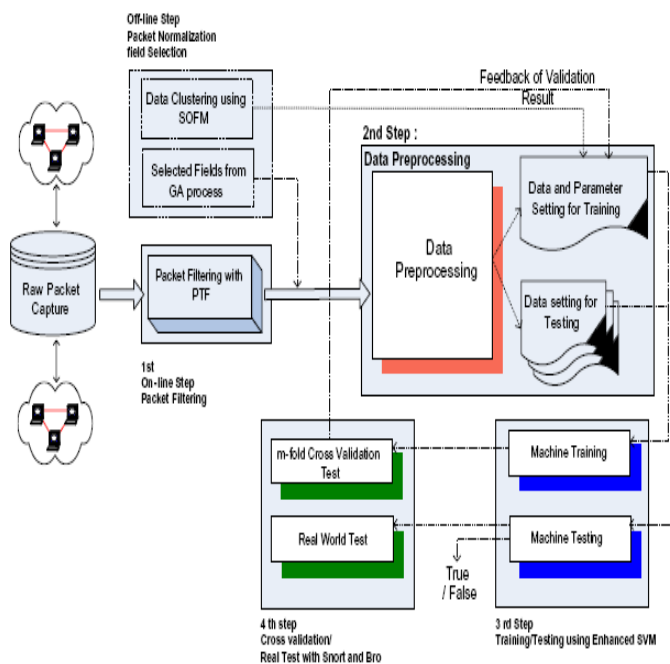 Off-line Step
Packet Normalization
field Selection
Data Clustering using
SOFM
Selected Fields from
GA process
Feedback of Validation
Result
2nd Step :
Data Preprocessing
Data
Preprocessing
Data and Parameter
Setting for Training
Data setting for
Testing
Raw Packet
Capture
Packet Filtering with
PTF
1st
On-line Step
Packet Filtering
m-fold Cross Validation
Test
Real World Test
Machine Training
Machine Testing
True
/ False
4 th step
Cross validation/
Real Test with Snort and Bro
3 rd Step
Training/Testing using Enhanced SVM